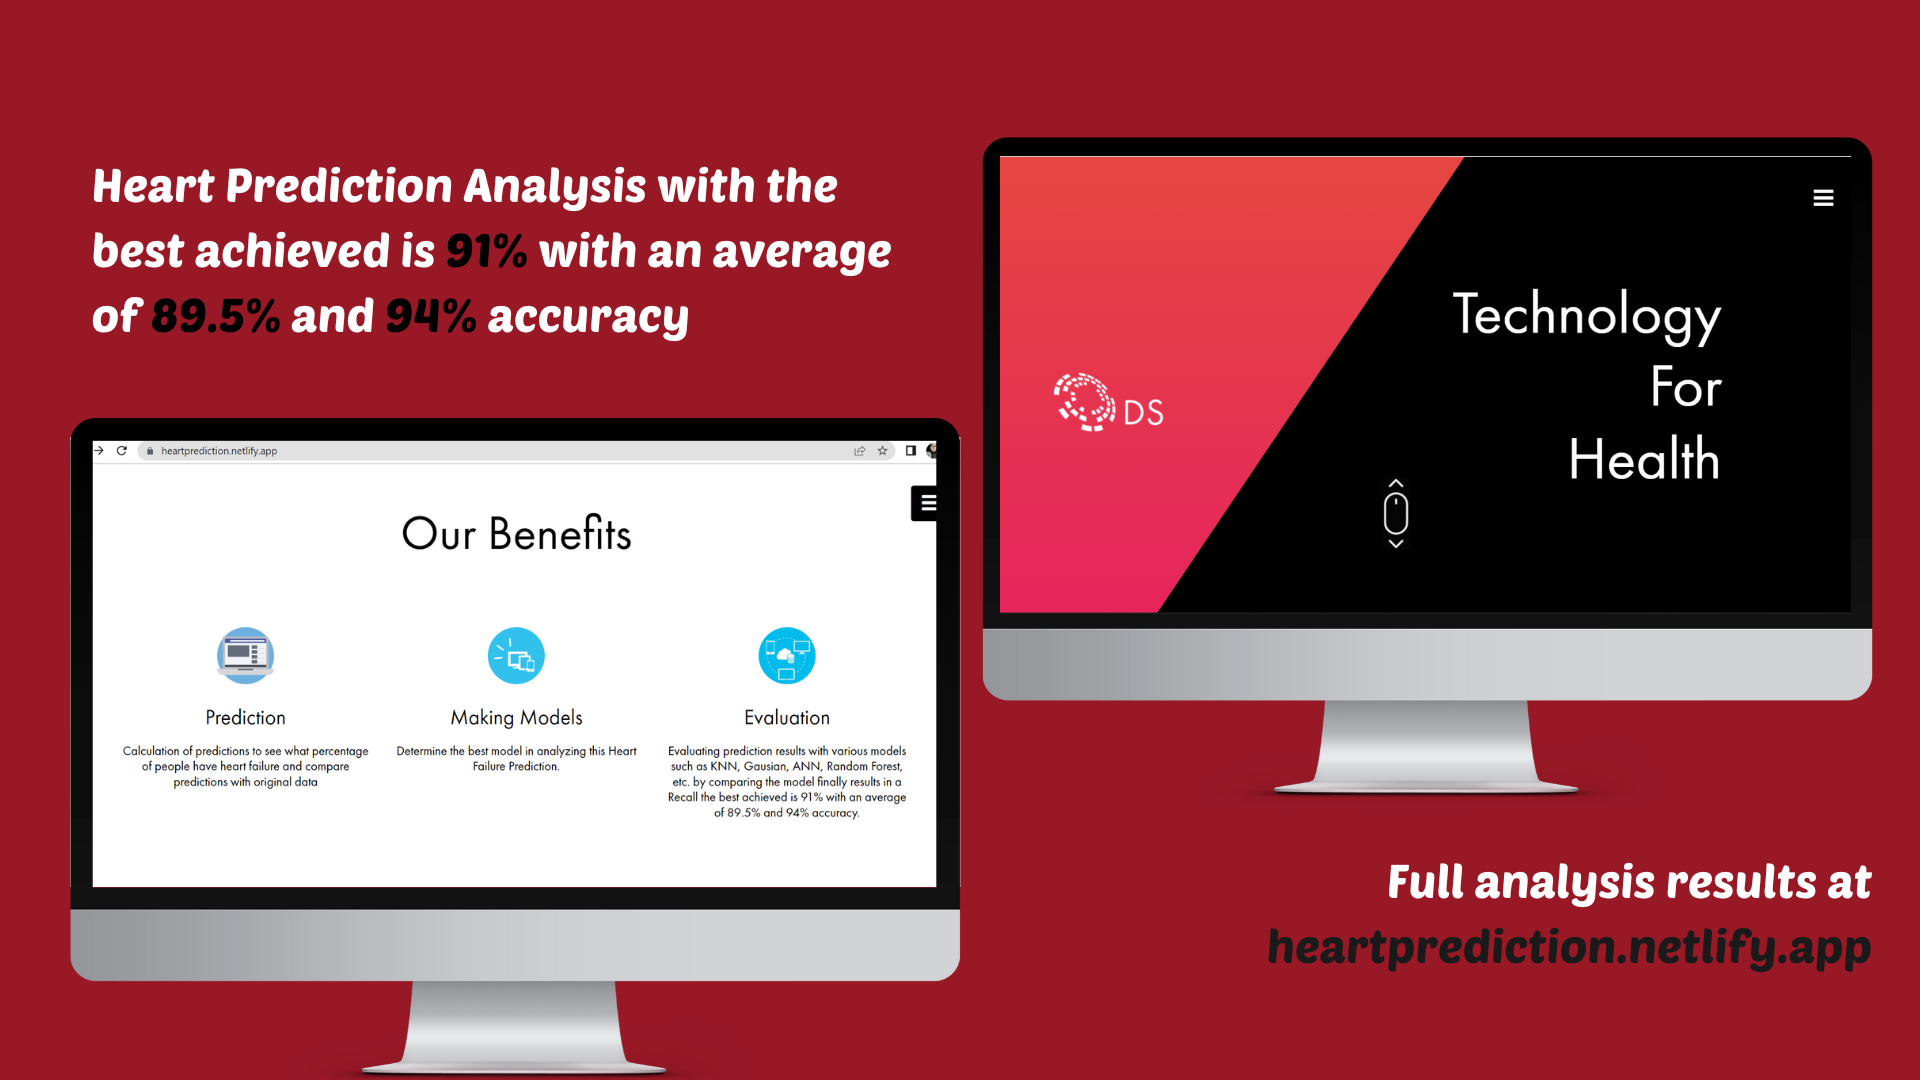 Heart Prediction Analysis with the
best achieved is 91% with an average
of 89.5% and 94% accuracy
Technology
For
Health
DS
heartprediction.netlify.app
Our Benefits
Prediction
Calculation of predictions to see what percentage
of people have heart failure and compare
predictions with original data
Making Models
Determine the best model in analyzing this Heart
Failure Prediction.
Evaluation
Evaluating prediction results with various models
such as KNN, Gausian, ANN, Random Forest,
etc. by comparing the model finally results in a
Recall the best achieved is 91% with an average
of 89.5% and 94% accuracy.
Full analysis results at
heartprediction.netlify.app